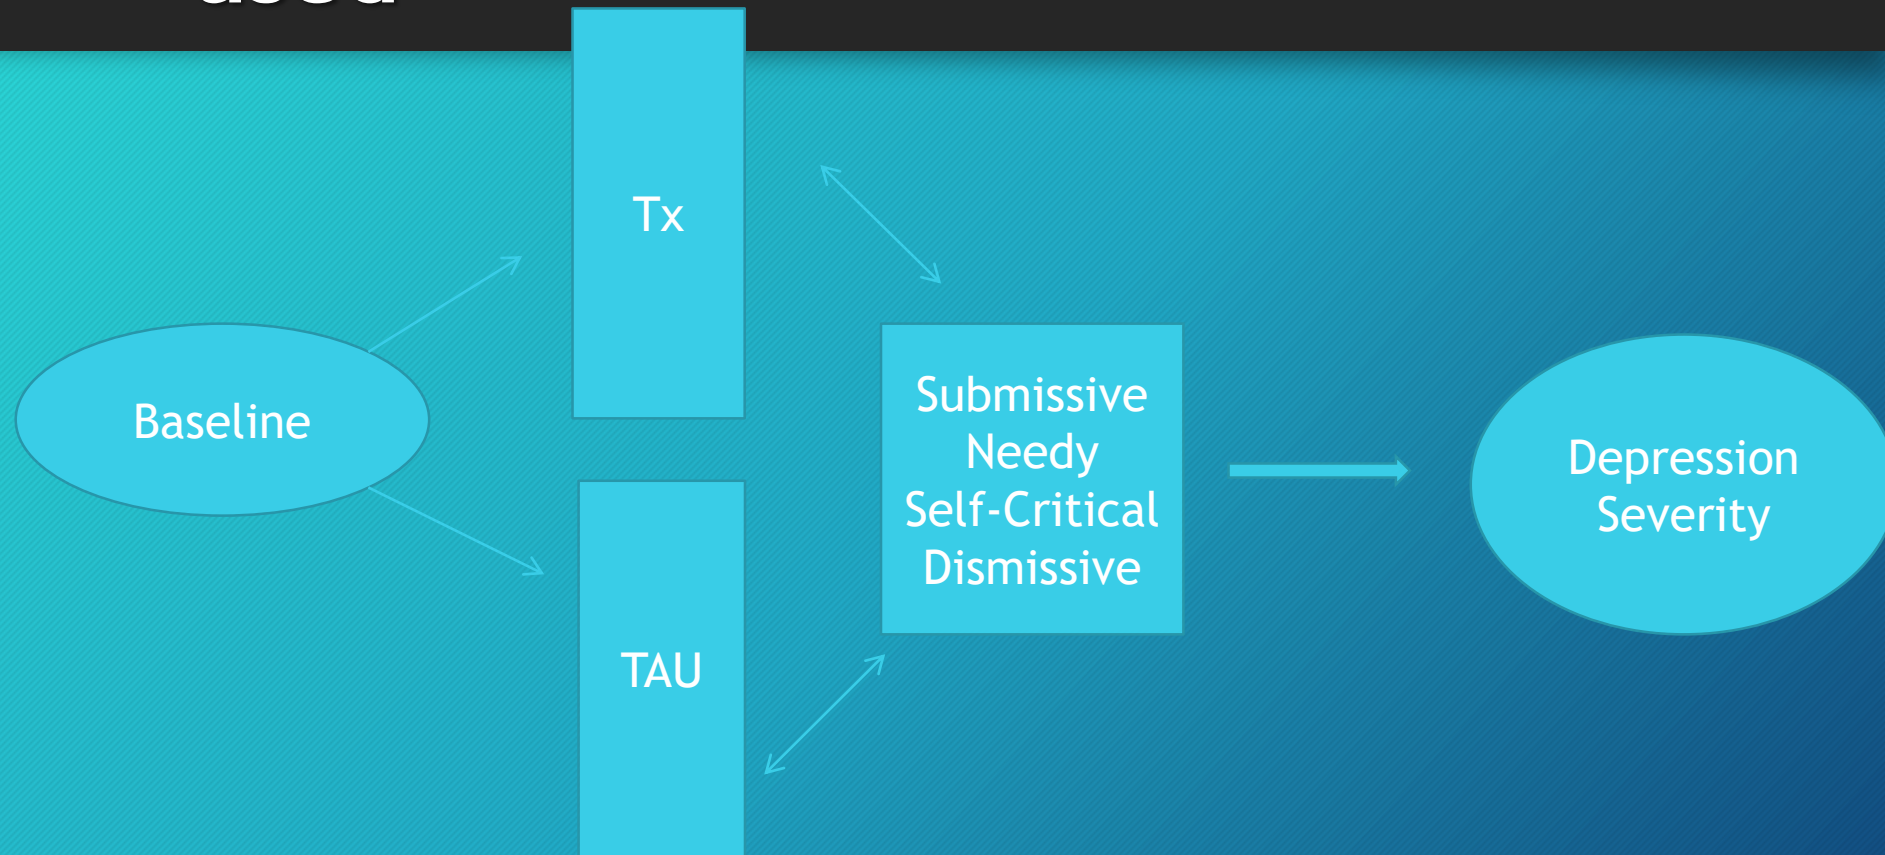 Tx
Baseline
Submissive
Needy
Self-Critical
Dismissive
Depression
Severity
TAU